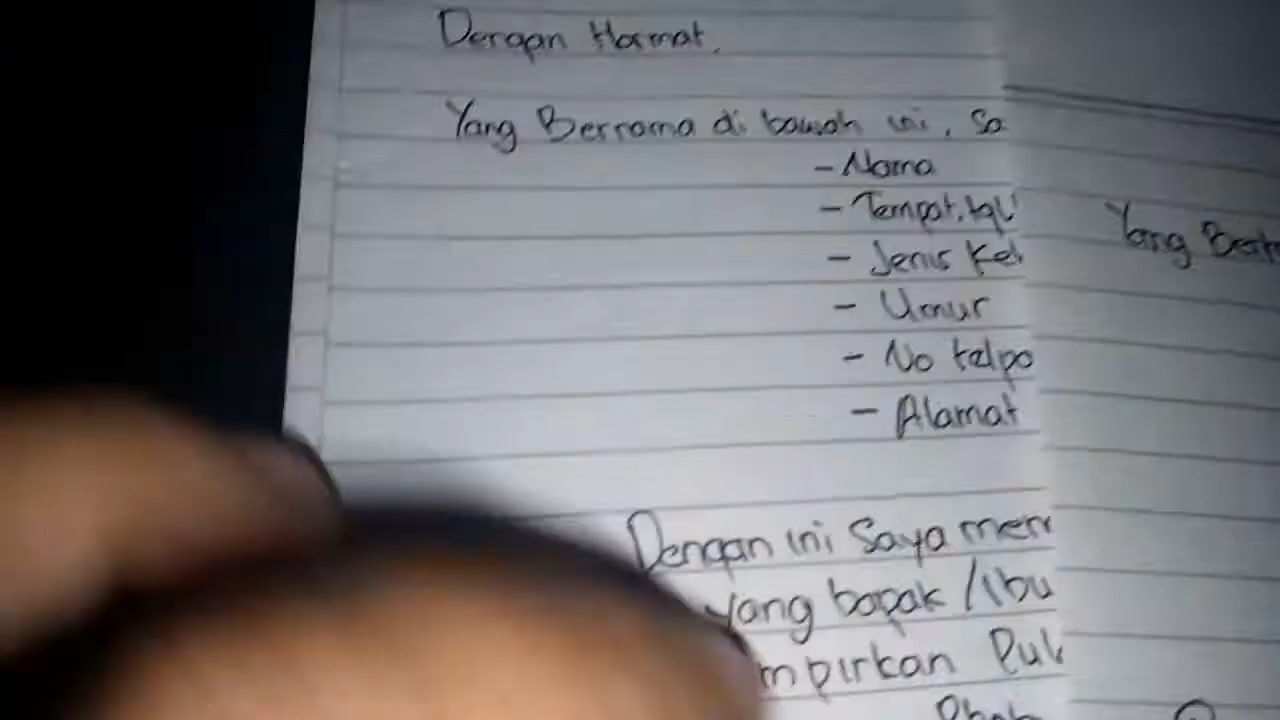 Dengan Hormat.
Yang Bernama di bawah ini, Sa
- Nama
- Tempat, tgl
- Jenis Kel
- Umur
- No telpo
- Alamat
Yang Bert
Dengan ini Saya mem
yang bapak / Ibu
mpirkan Pul